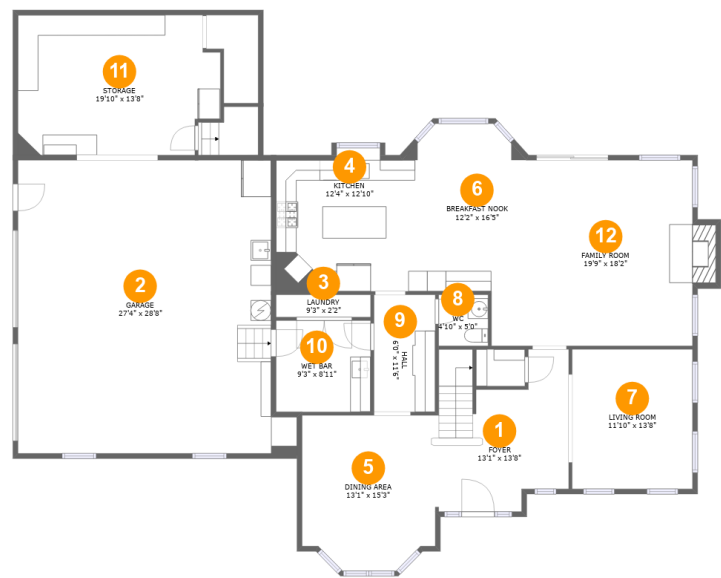 11
STORAGE
19'10" x 13'8"
4
KITCHEN
12'4" x 12'10"
6
BREAKFAST NOOK
12'2" x 16'5"
12
FAMILY ROOM
19'9" x 18'2"
2
GARAGE
27'4" x 28'8"
3
LAUNDRY
9'3" x 2'2"
8
WC
4'10" x 5'0"
9
HALL
6'0" x 11'6"
10
WET BAR
9'3" x 8'11"
7
LIVING ROOM
11'10" x 13'8"
1
FOYER
13'1" x 13'8"
5
DINING AREA
13'1" x 15'3"